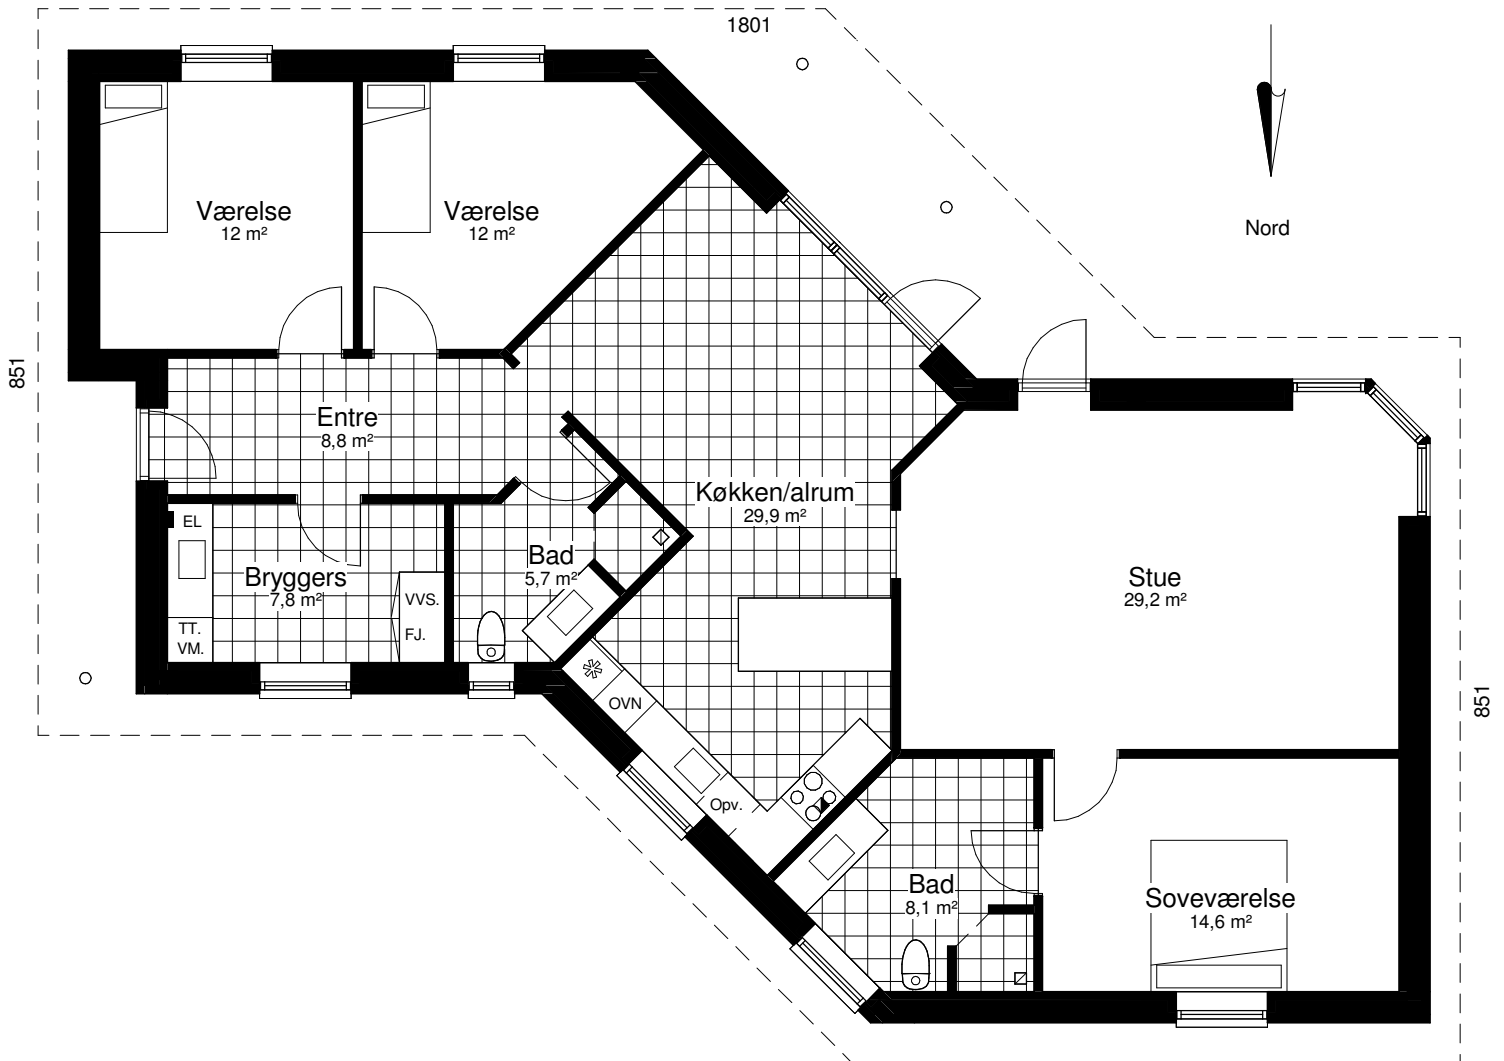 1801
Nord
Værelse
12 m²
Værelse
12 m²
851
Entre
8,8 m²
Køkken/alrum
29,9 m²
EL
Bryggers
7,8 m²
Bad
5,7 m²
VVS.
FJ.
TT.
VM.
Stue
29,2 m²
851
OVN
Opv.
Bad
8,1 m²
Soveværelse
14,6 m²